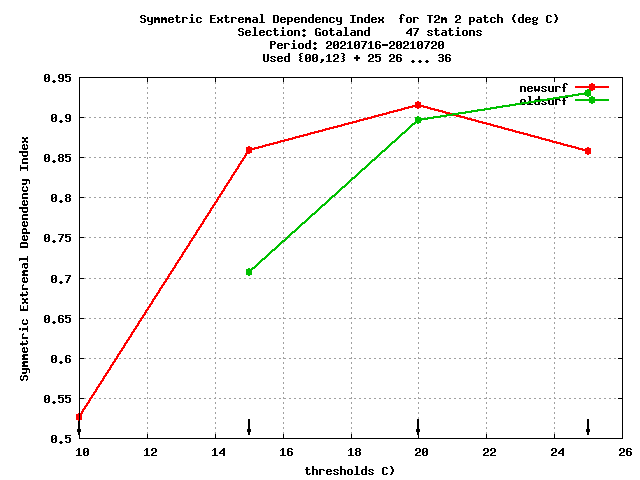 Symmetric Extremal Dependency Index  for T2m 2 patch (deg C)
Selection: Gotaland     47 stations
Period: 20210716-20210720
Used {00,12} + 25 26 ... 36
newsurf
oldsurf
0.95
0.9
0.85
0.8
0.75
0.7
0.65
0.6
0.55
0.5
Symmetric Extremal Dependency Index
10 12 14 16 18 20 22 24 26
thresholds C)